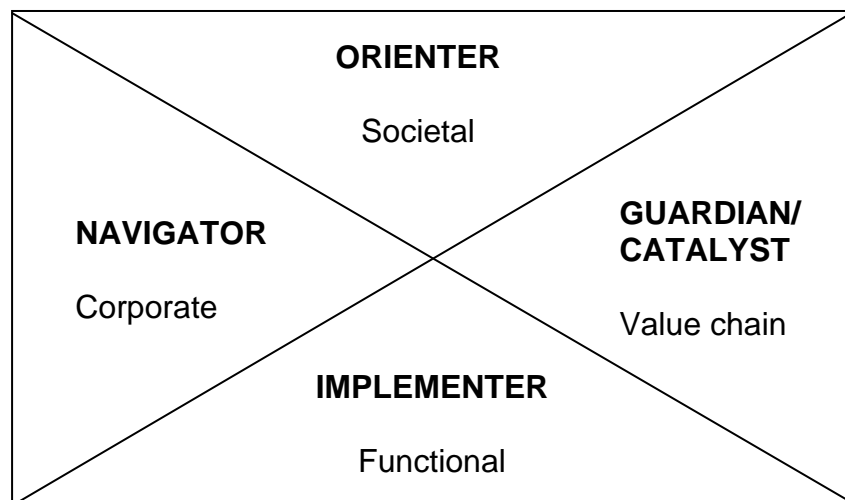 ORIENTER
Societal
NAVIGATOR
Corporate
GUARDIAN/
CATALYST
Value chain
IMPLEMENTER
Functional